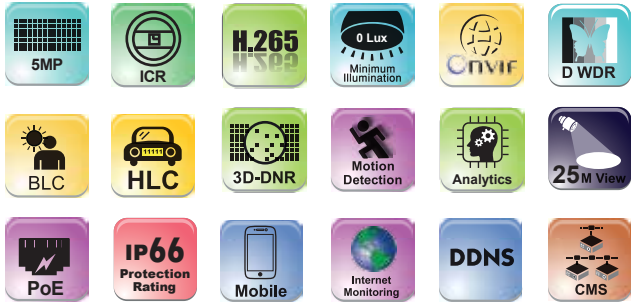 5MP
ICR
H.265
0 Lux
Minimum
Illumination
ONVIF
D WDR
BLC
11111
HLC
3D-DNR
Motion
Detection
Analytics
25M View
PoE
IP66
Protection
Rating
Mobile
Internet
Monitoring
DDNS
CMS